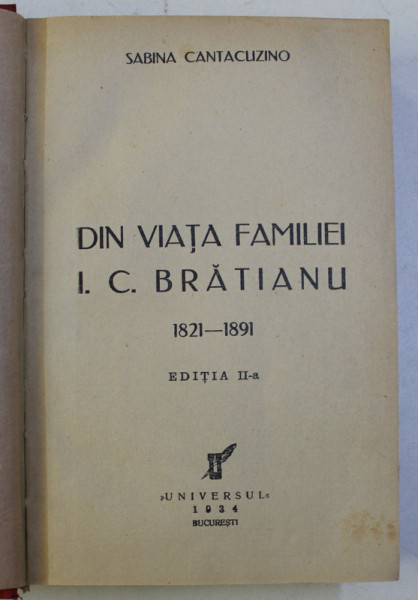 SABINA CANTACUZINO
DIN VIAȚA FAMILIEI
I. C. BRĂTIANU
1821—1891
EDIȚIA II-a
»UNIVERSUL«
1934
BUCUREȘTI